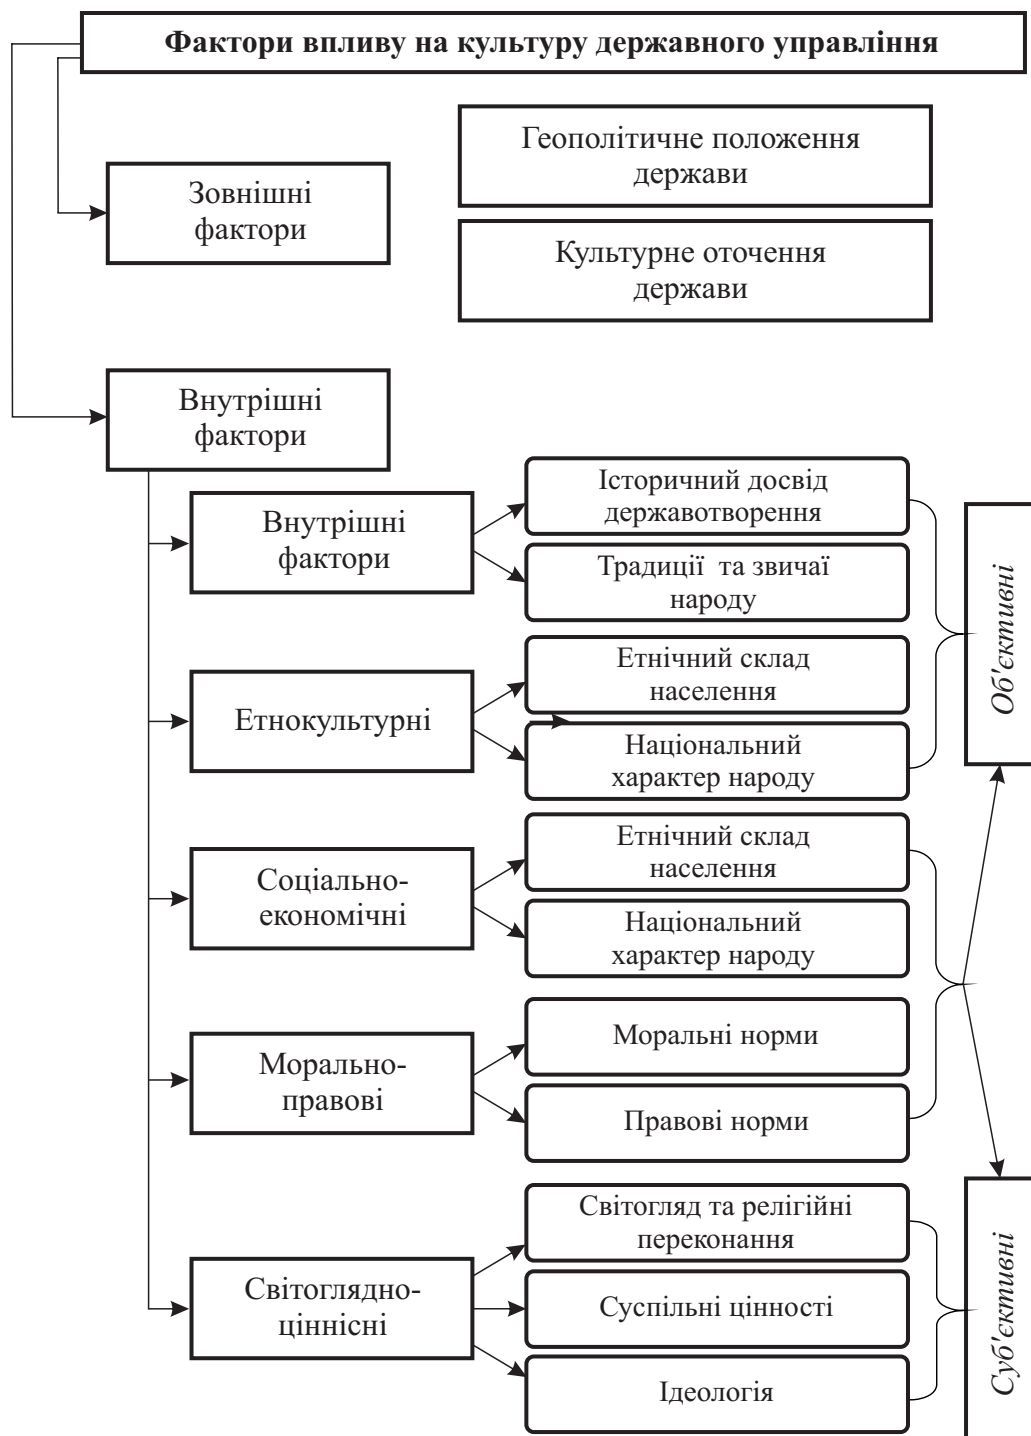 Фактори впливу на культуру державного управління
Зовнішні
фактори
Геополітичне положення
держави
Культурне оточення
держави
Внутрішні
фактори
Внутрішні
фактори
Історичний досвід
державотворення
Традиції та звичаї
народу
Етнокультурні
Етнічний склад
населення
Національний
характер народу
Об'єктивні
Соціально-
економічні
Етнічний склад
населення
Національний
характер народу
Морально-
правові
Моральні норми
Правові норми
Світоглядно-
ціннісні
Світогляд та релігійні
переконання
Суспільні цінності
Ідеологія
Суб'єктивні